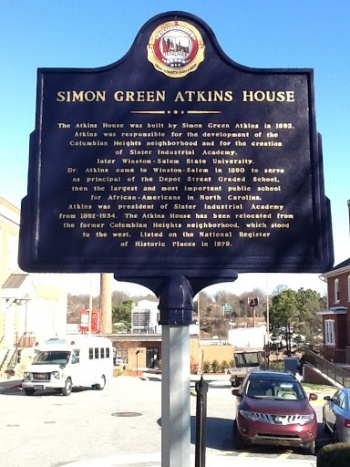 SIMON GREEN ATKINS HOUSE
The Atkins House was built by Simon Green Atkins in 1893.
Atkins was responsible for the development of the
Columbian Heights neighborhood and for the creation
of Slater Industrial Academy,
later Winston-Salem State University.
Dr. Atkins came to Winston-Salem in 1890 to serve
as principal of the Depot Street Graded School,
then the largest and most important public school
for African-Americans in North Carolina.
Atkins was president of Slater Industrial Academy
from 1892-1934. The Atkins House has been relocated from
the former Columbian Heights neighborhood, which stood
to the west. Listed on the National Register
of Historic Places in 1979.